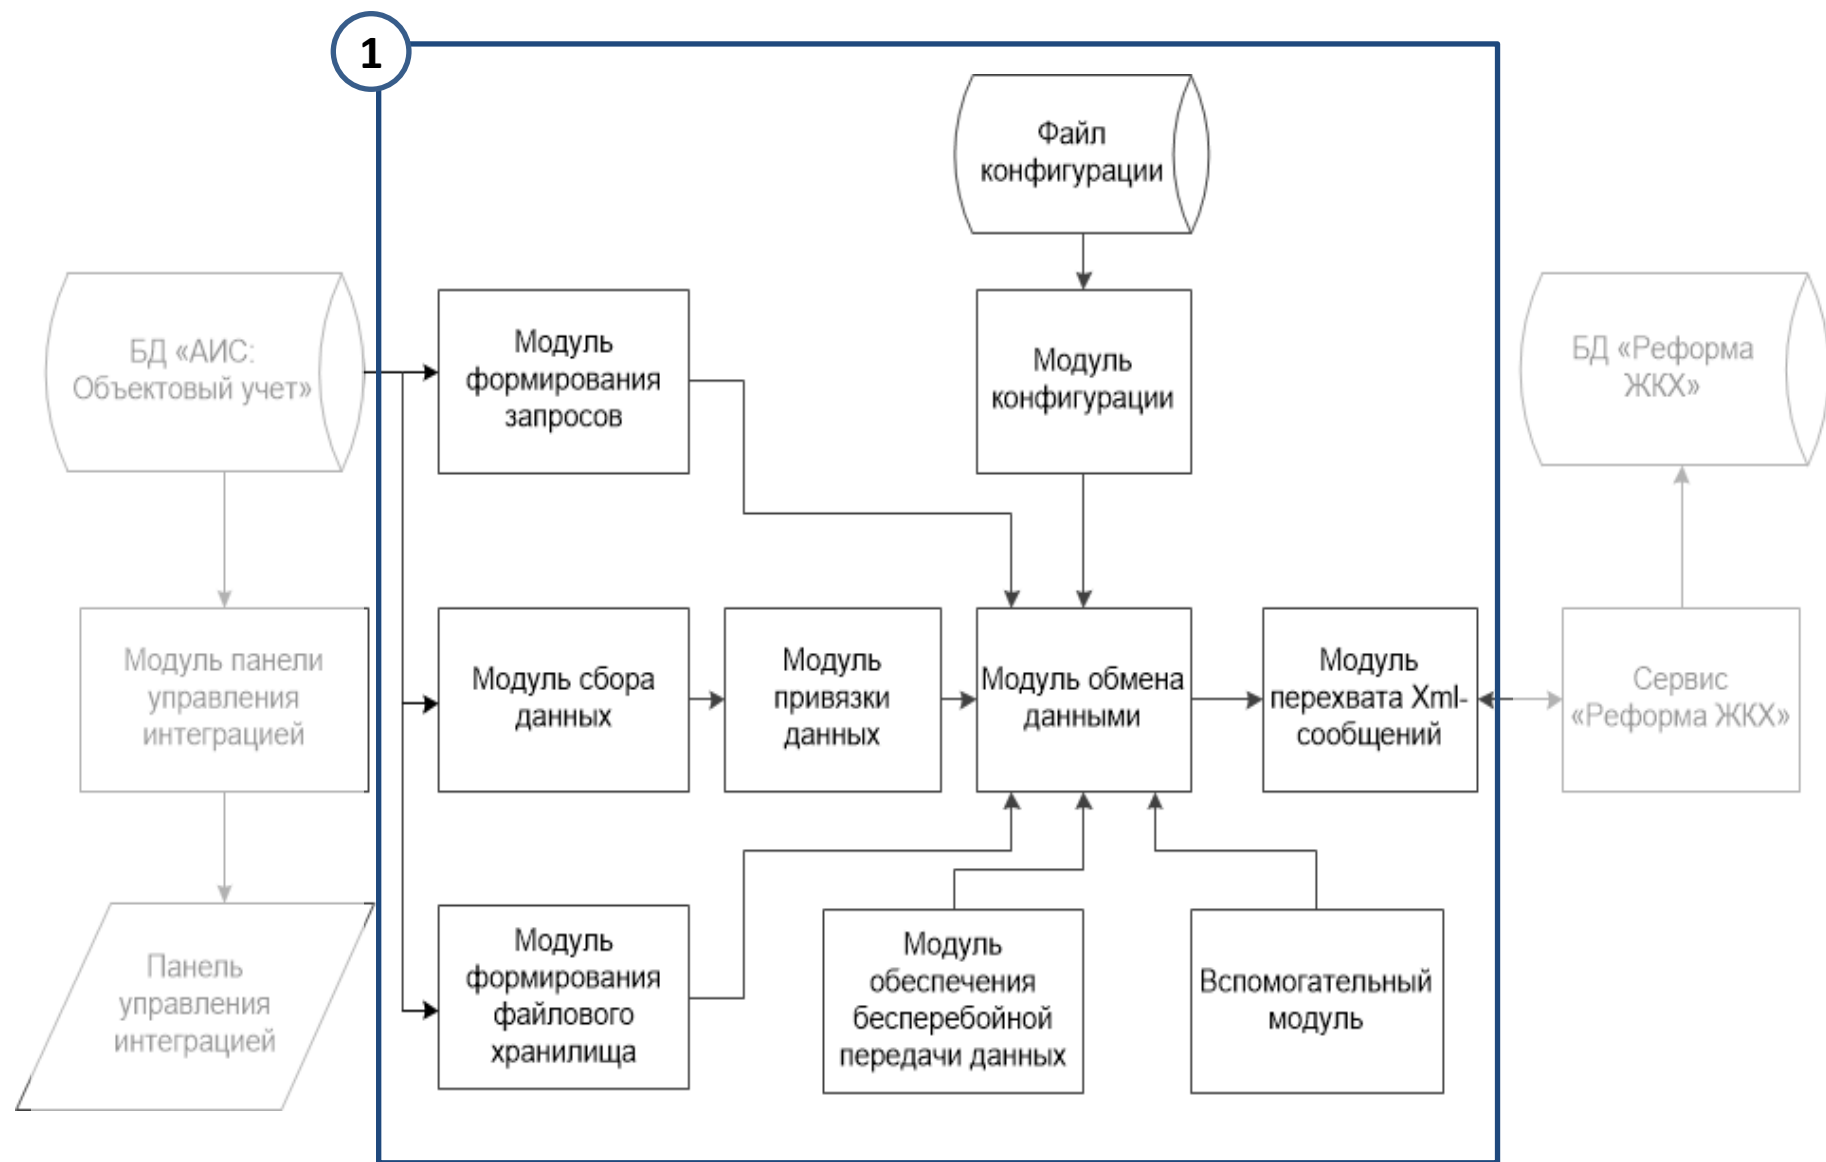 1
Файл
конфигурации
БД «АИС:
Объектовый учет»
Модуль
формирования
запросов
Модуль
конфигурации
БД «Реформа
ЖКХ»
Модуль панели
управления
интеграцией
Модуль сбора
данных
Модуль
привязки
данных
Модуль обмена
данными
Модуль
перехвата Xml-
сообщений
Сервис
«Реформа ЖКХ»
Панель
управления
интеграцией
Модуль
формирования
файлового
хранилища
Модуль
обеспечения
бесперебойной
передачи данных
Вспомогательный
модуль